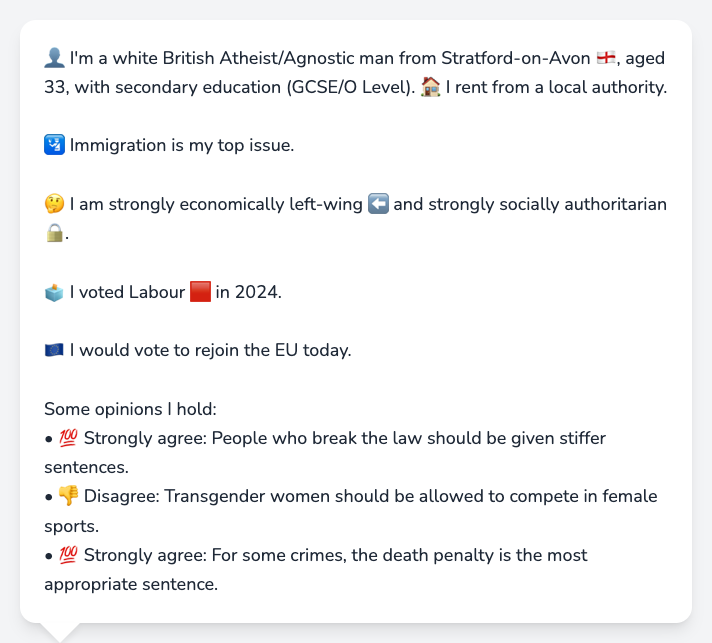 👤 I'm a white British Atheist/Agnostic man from Stratford-on-Avon 🏴󠁧󠁢󠁥󠁮󠁧󠁿, aged
33, with secondary education (GCSE/O Level). 🏠 I rent from a local authority.
🛂 Immigration is my top issue.
🤔 I am strongly economically left-wing ⬅️ and strongly socially authoritarian
🔒.
🗳️ I voted Labour 🟥 in 2024.
🇪🇺 I would vote to rejoin the EU today.
Some opinions I hold:
• 💯 Strongly agree: People who break the law should be given stiffer
sentences.
• 👎 Disagree: Transgender women should be allowed to compete in female
sports.
• 💯 Strongly agree: For some crimes, the death penalty is the most
appropriate sentence.